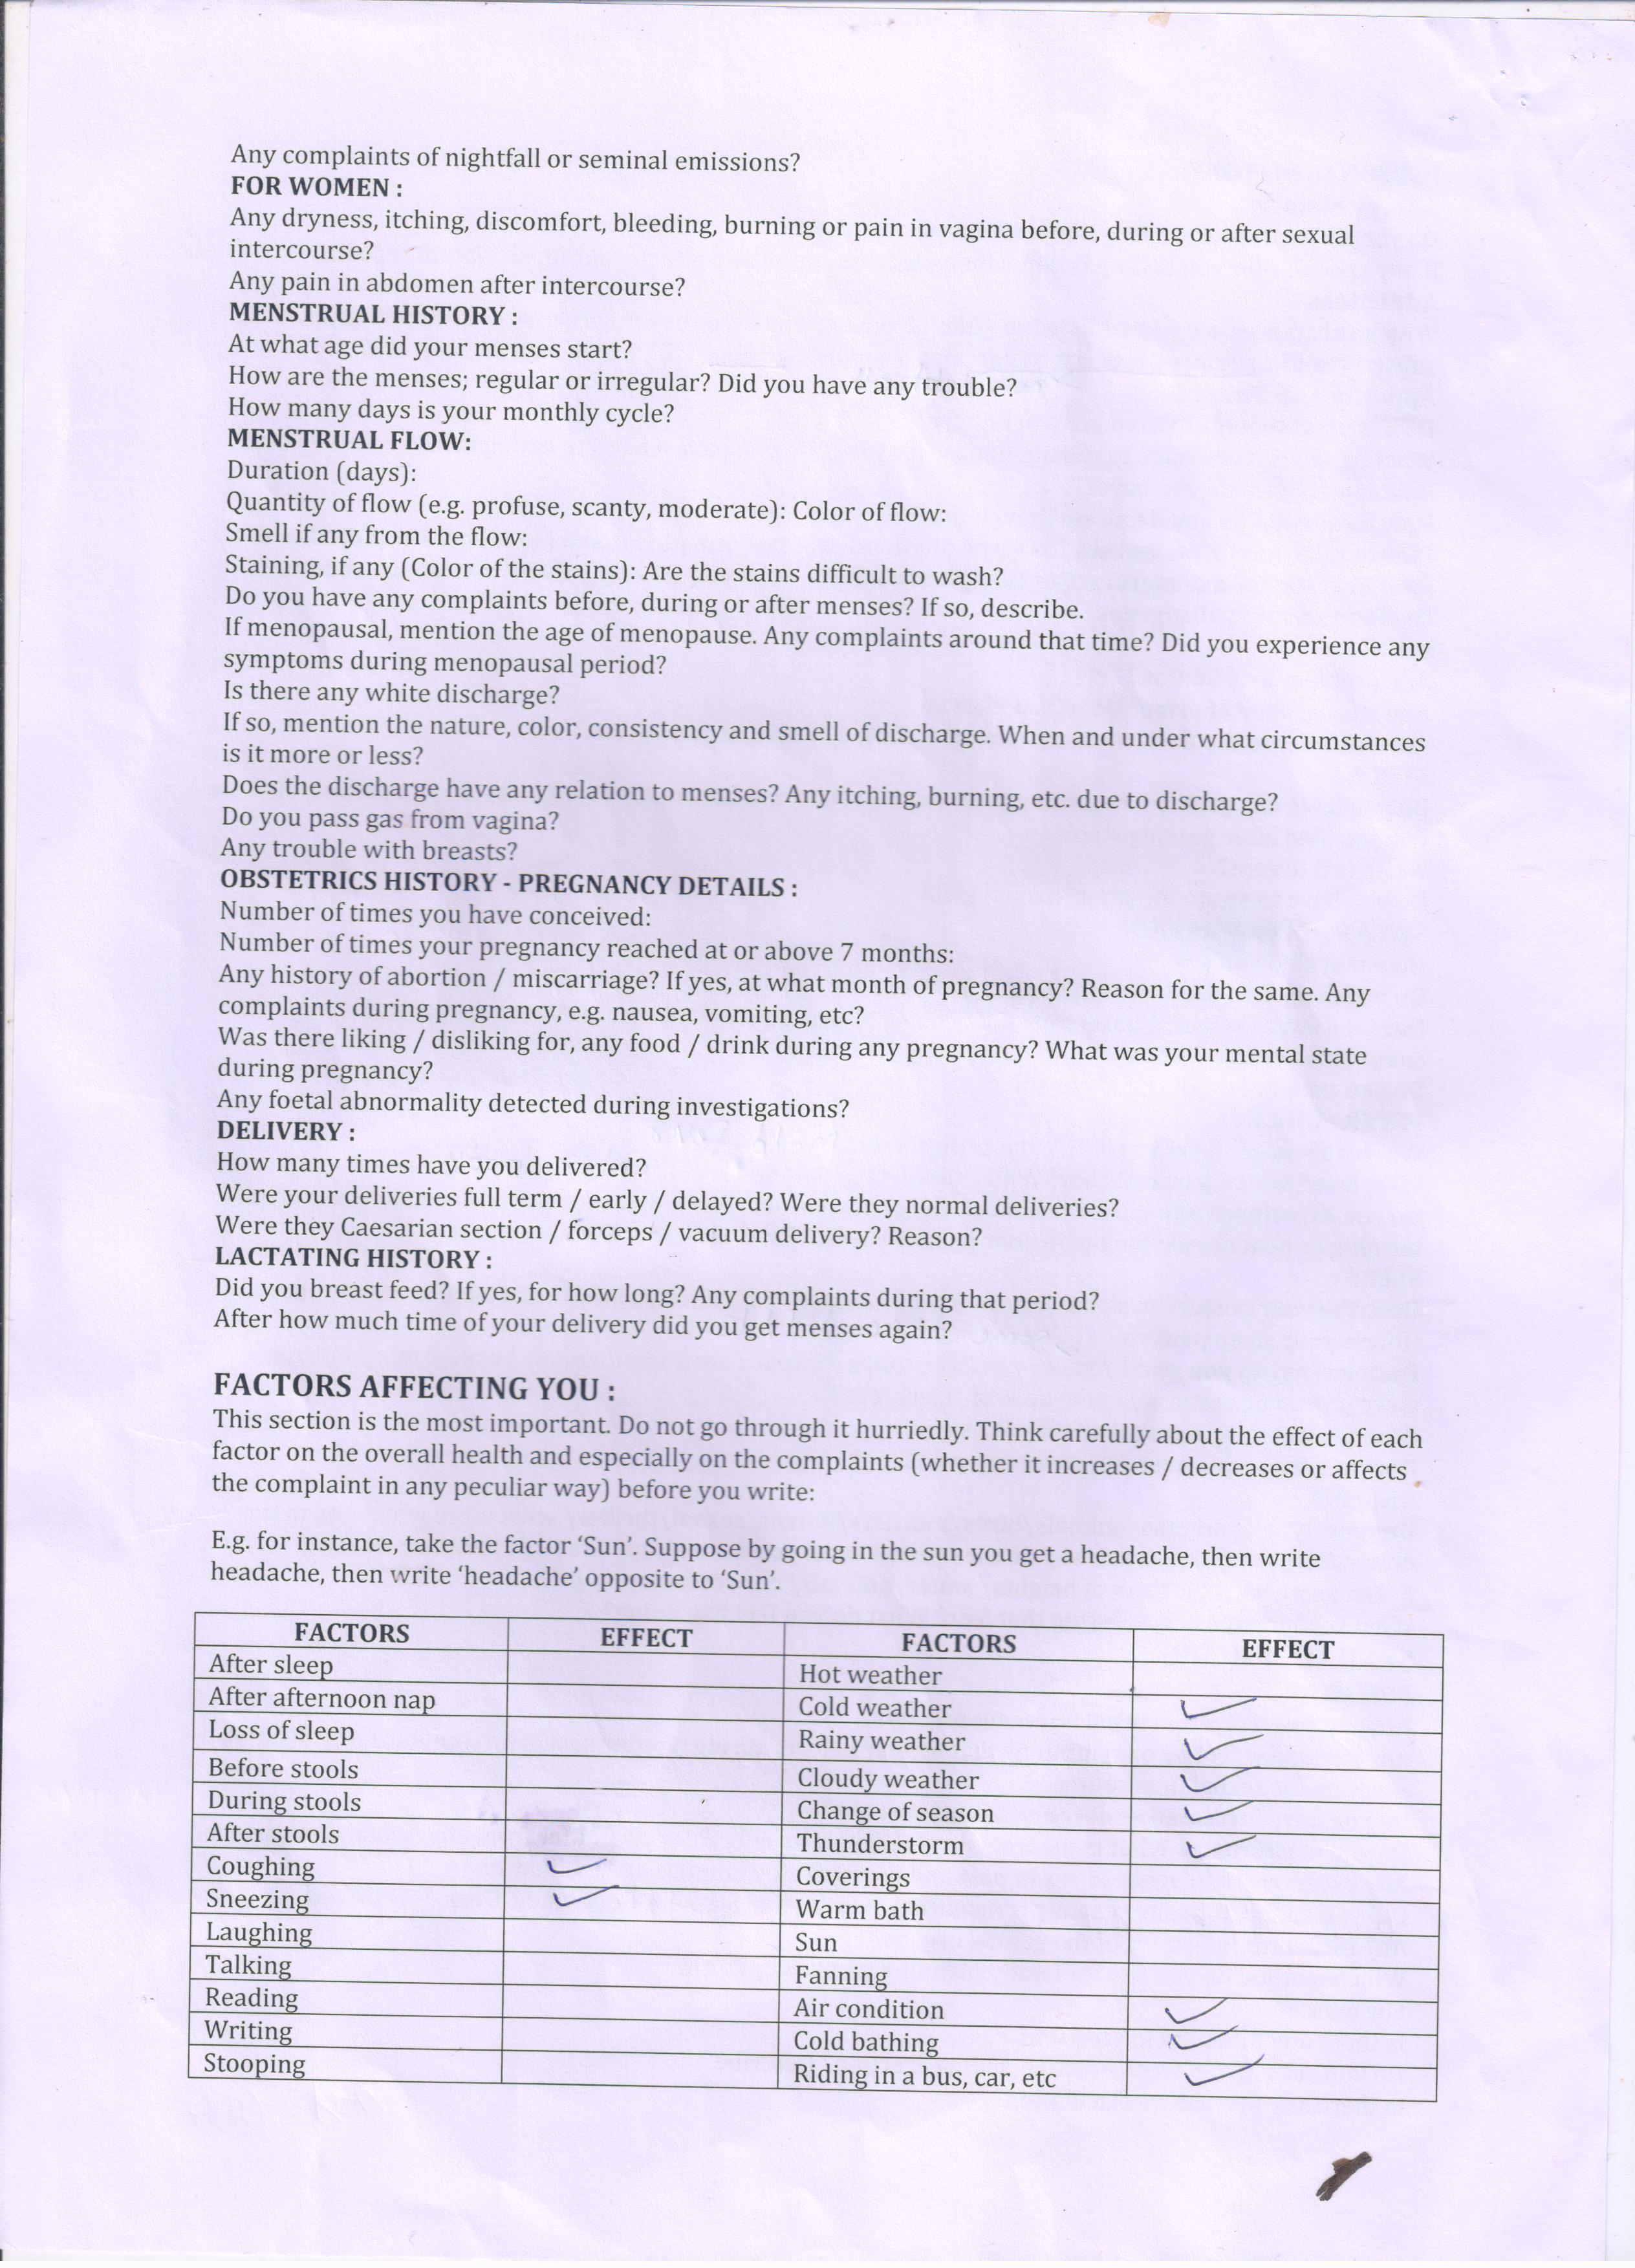 Any complaints of nightfall or seminal emissions?
FOR WOMEN :
Any dryness, itching, discomfort, bleeding, burning or pain in vagina before, during or after sexual
intercourse?
Any pain in abdomen after intercourse?
MENSTRUAL HISTORY :
At what age did your menses start?
How are the menses; regular or irregular? Did you have any trouble?
How many days is your monthly cycle?
MENSTRUAL FLOW:
Duration (days):
Quantity of flow (e.g. profuse, scanty, moderate): Color of flow:
Smell if any from the flow:
Staining, if any (Color of the stains): Are the stains difficult to wash?
Do you have any complaints before, during or after menses? If so, describe.
If menopausal, mention the age of menopause. Any complaints around that time? Did you experience any
symptoms during menopausal period?
Is there any white discharge?
If so, mention the nature, color, consistency and smell of discharge. When and under what circumstances
is it more or less?
Does the discharge have any relation to menses? Any itching, burning, etc. due to discharge?
Do you pass gas from vagina?
Any trouble with breasts?
OBSTETRICS HISTORY - PREGNANCY DETAILS :
Number of times you have conceived:
Number of times your pregnancy reached at or above 7 months:
Any history of abortion / miscarriage? If yes, at what month of pregnancy? Reason for the same. Any
complaints during pregnancy, e.g. nausea, vomiting, etc?
Was there liking / disliking for, any food / drink during any pregnancy? What was your mental state
during pregnancy?
Any foetal abnormality detected during investigations?
DELIVERY :
How many times have you delivered?
Were your deliveries full term / early / delayed? Were they normal deliveries?
Were they Caesarian section / forceps / vacuum delivery? Reason?
LACTATING HISTORY :
Did you breast feed? If yes, for how long? Any complaints during that period?
After how much time of your delivery did you get menses again?
FACTORS AFFECTING YOU :
This section is the most important. Do not go through it hurriedly. Think carefully about the effect of each
factor on the overall health and especially on the complaints (whether it increases / decreases or affects
the complaint in any peculiar way) before you write:
E.g. for instance, take the factor ‘Sun’. Suppose by going in the sun you get a headache, then write
headache, then write ‘headache’ opposite to ‘Sun’.
FACTORS EFFECT FACTORS EFFECT
After sleep Hot weather
After afternoon nap Cold weather ✓
Loss of sleep Rainy weather ✓
Before stools Cloudy weather ✓
During stools Change of season ✓
After stools Thunderstorm ✓
Coughing ✓ Coverings
Sneezing ✓ Warm bath
Laughing Sun
Talking Fanning
Reading Air condition ✓
Writing Cold bathing ✓
Stooping Riding in a bus, car, etc ✓